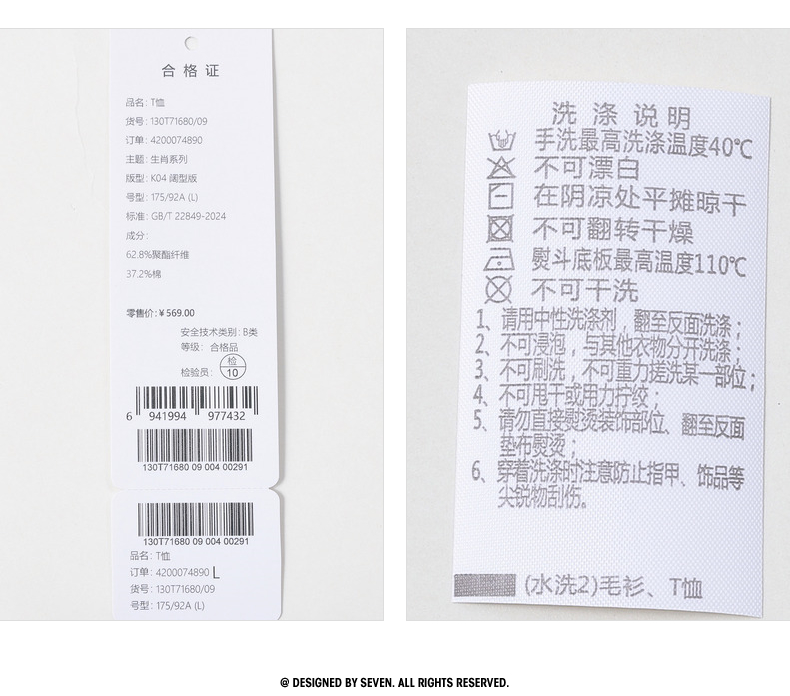 合格证
品名: T恤
货号: 130T71680/09
订单: 4200074890
主题: 生肖系列
版型: K04 阔型版
号型: 175/92A (L)
标准: GB/T 22849-2024
成分:
62.8%聚酯纤维
37.2%棉
零售价: ¥ 569.00
安全技术类别: B类
等级: 合格品
检验员: 检 10
6 941994 977432
130T71680 09 004 00291
130T71680 09 004 00291
品名: T恤
订单: 4200074890 L
货号: 130T71680/09
号型: 175/92A (L)
洗涤说明
手洗最高洗涤温度40℃
不可漂白
在阴凉处平摊晾干
不可翻转干燥
熨斗底板最高温度110℃
不可干洗
1、请用中性洗涤剂，翻至反面洗涤；
2、不可浸泡，与其他衣物分开洗涤；
3、不可刷洗，不可重力搓洗某一部位；
4、不可甩干或用力拧绞；
5、请勿直接熨烫装饰部位、翻至反面
垫布熨烫；
6、穿着洗涤时注意防止指甲、饰品等
尖锐物刮伤。
(水洗2)毛衫、T恤
@ DESIGNED BY SEVEN. ALL RIGHTS RESERVED.